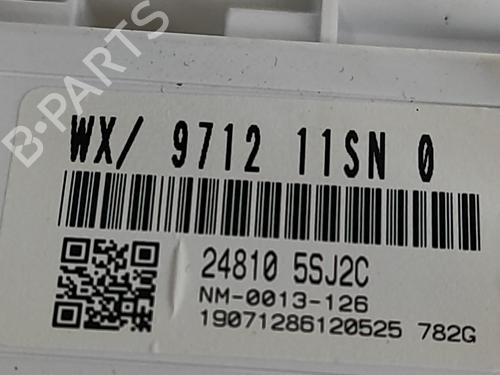 B-PARTS
WX/ 9712 11SN 0
24810 5SJ2C
NM-0013-126
19071286120525 782G